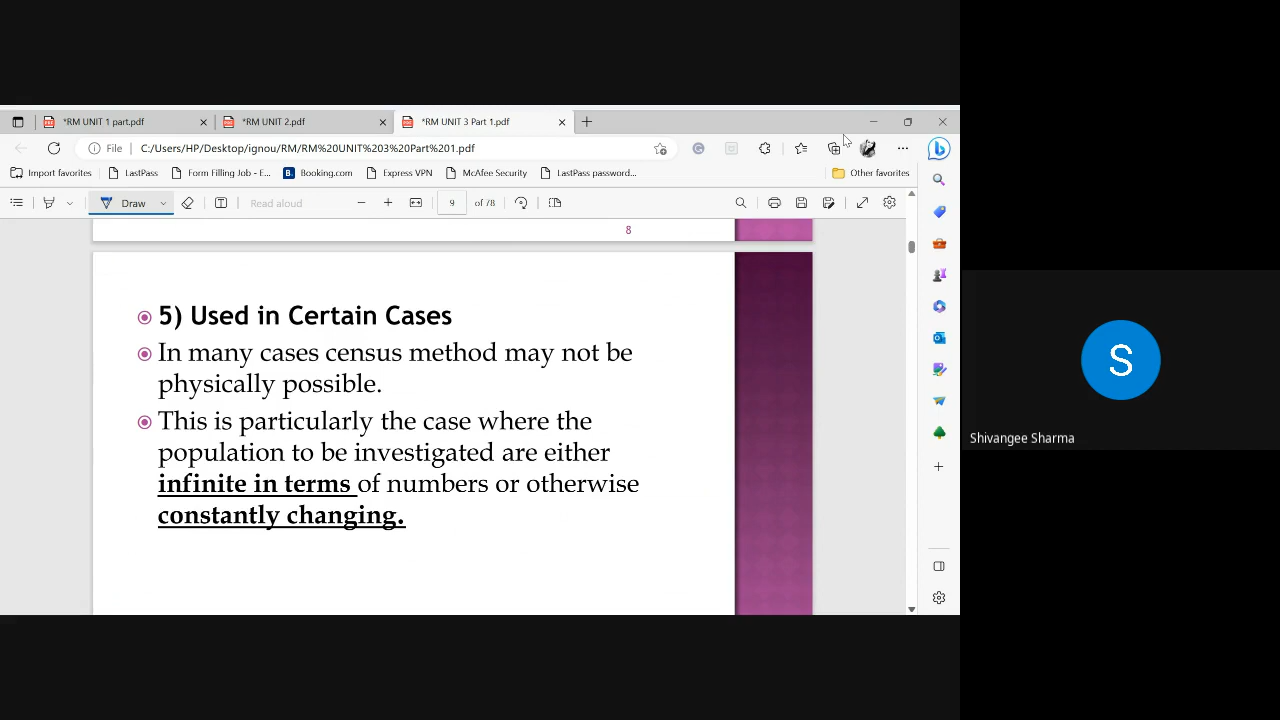 *RM UNIT 1 part.pdf
*RM UNIT 2.pdf
*RM UNIT 3 Part 1.pdf
File
C:/Users/HP/Desktop/ignou/RM/RM%20UNIT%203%20Part%201.pdf
Import favorites
LastPass
Form Filling Job - E...
Booking.com
Express VPN
McAfee Security
LastPass password...
Other favorites
Draw
Read aloud
9
of 78
8
5) Used in Certain Cases
In many cases census method may not be
physically possible.
This is particularly the case where the
population to be investigated are either
infinite in terms of numbers or otherwise
constantly changing.
S
Shivangee Sharma